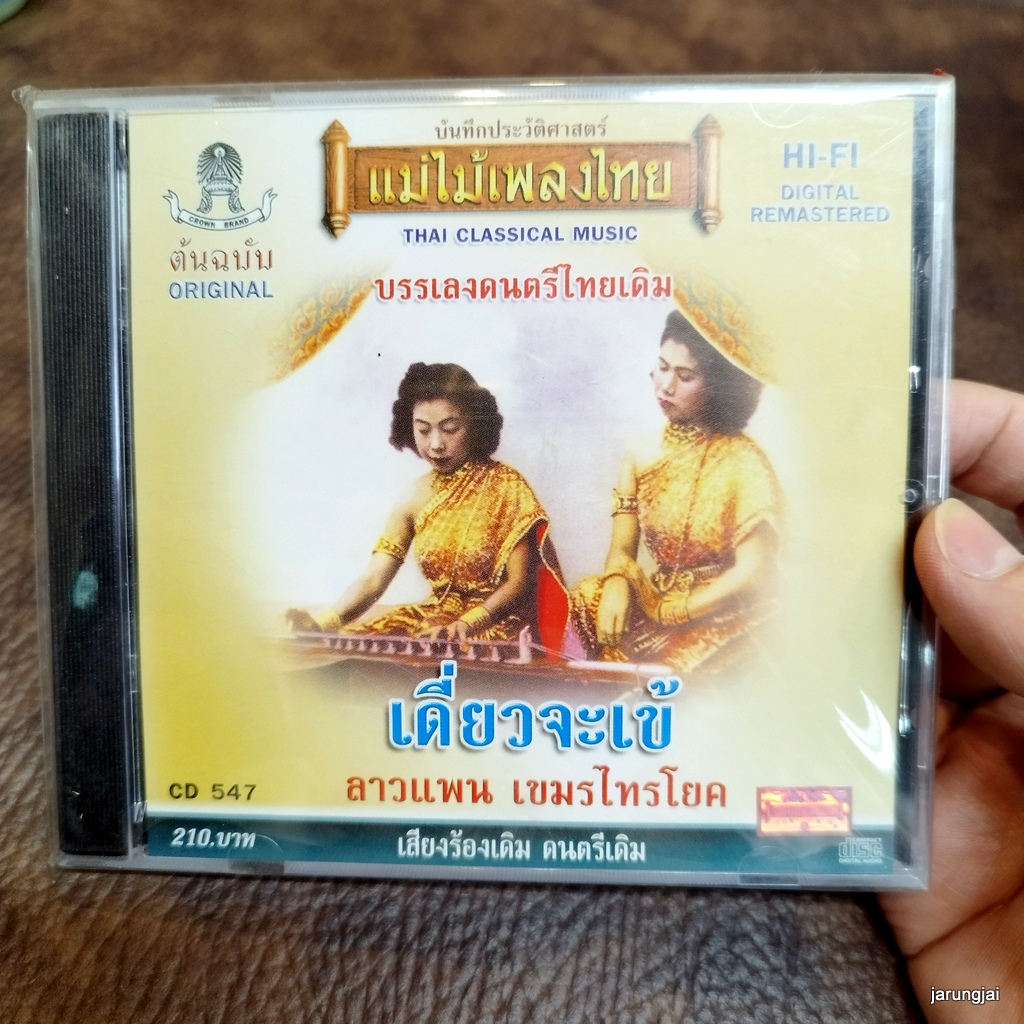 บันทึกประวัติศาสตร์
แม่ไม้เพลงไทย
THAI CLASSICAL MUSIC
HI-FI
DIGITAL
REMASTERED
CROWN BRAND
ต้นฉบับ
ORIGINAL
บรรเลงดนตรีไทยเดิม
เดี่ยวจะเข้
ลาวแพน เขมรไทรโยค
CD 547
210.บาท
เสียงร้องเดิม ดนตรีเดิม
disc
DIGITAL AUDIO
jarungjai